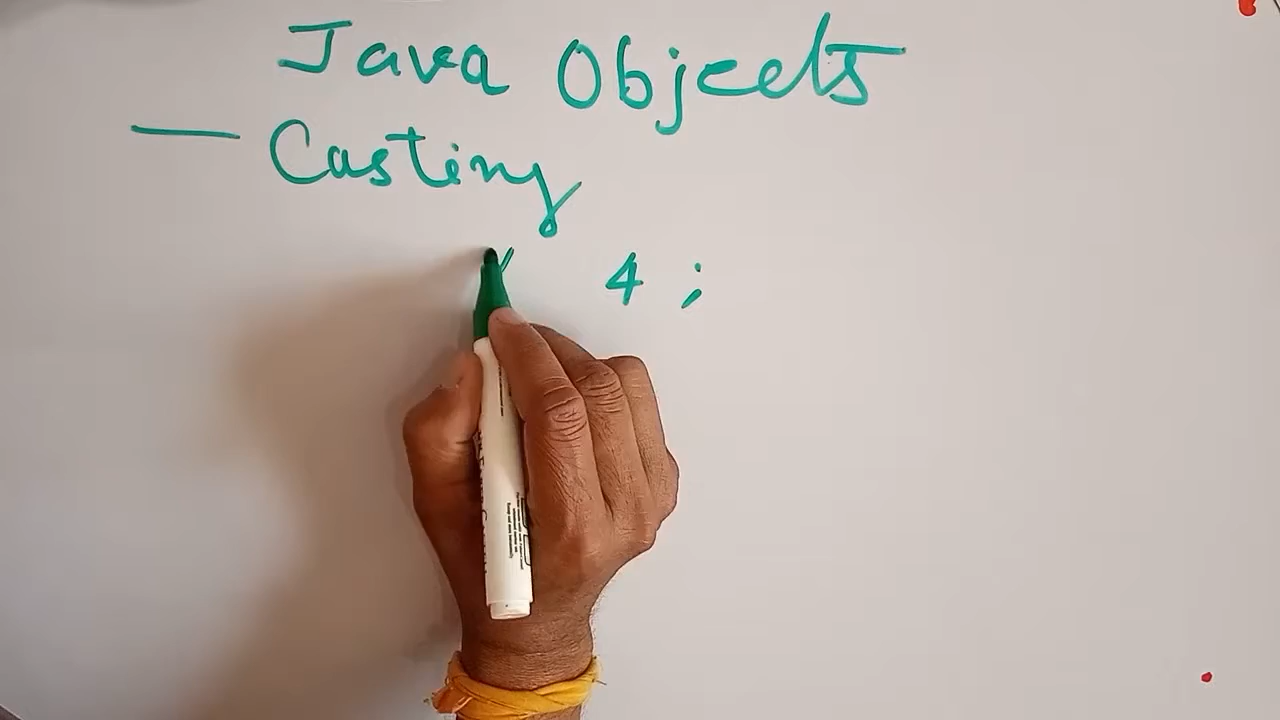 Java Objects
— Casting
4 ;